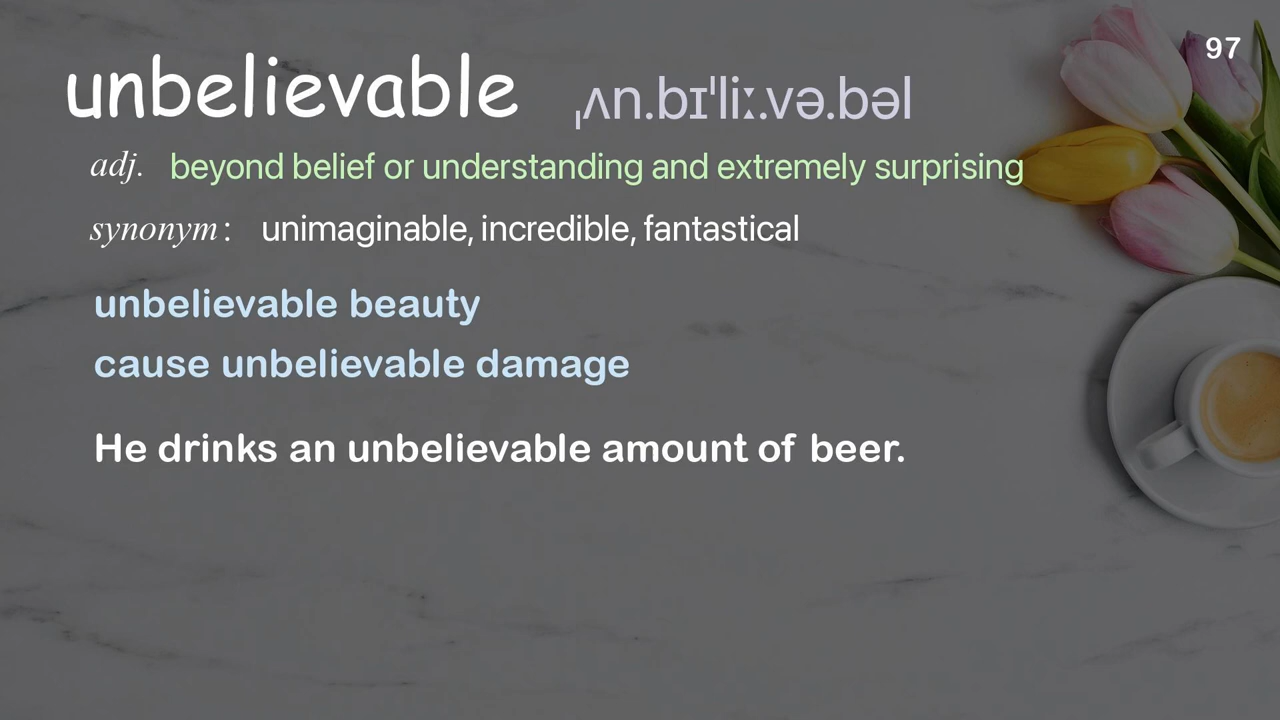 97
unbelievable ˌʌn.bɪˈliː.və.bəl
adj. beyond belief or understanding and extremely surprising
synonym: unimaginable, incredible, fantastical
unbelievable beauty
cause unbelievable damage
He drinks an unbelievable amount of beer.